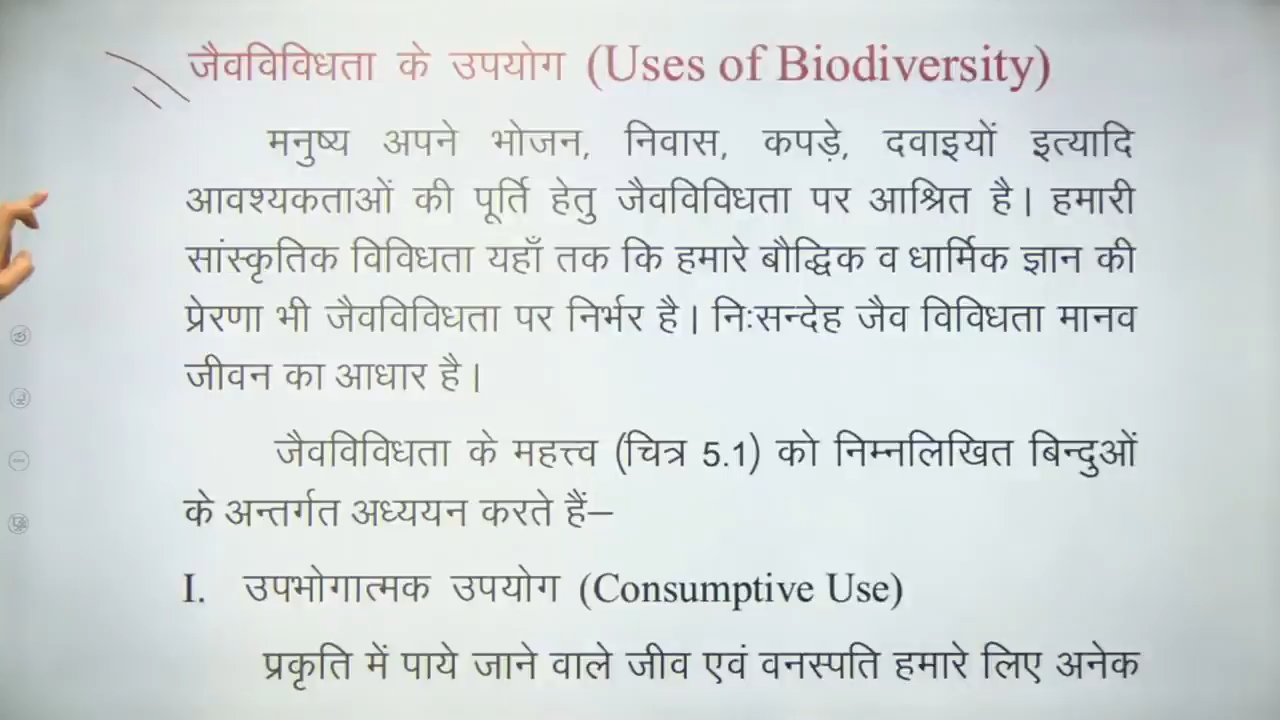 जैवविविधता के उपयोग (Uses of Biodiversity)
मनुष्य अपने भोजन, निवास, कपड़े, दवाइयों इत्यादि
आवश्यकताओं की पूर्ति हेतु जैवविविधता पर आश्रित है। हमारी
सांस्कृतिक विविधता यहाँ तक कि हमारे बौद्धिक व धार्मिक ज्ञान की
प्रेरणा भी जैवविविधता पर निर्भर है। निःसन्देह जैव विविधता मानव
जीवन का आधार है।
जैवविविधता के महत्त्व (चित्र 5.1) को निम्नलिखित बिन्दुओं
के अन्तर्गत अध्ययन करते हैं–
I. उपभोगात्मक उपयोग (Consumptive Use)
प्रकृति में पाये जाने वाले जीव एवं वनस्पति हमारे लिए अनेक